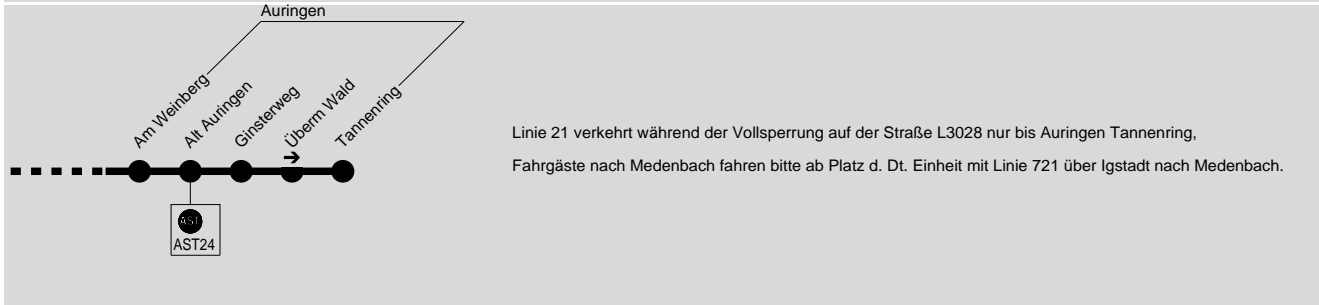 Auringen
Am Weinberg
Alt Auringen
Ginsterweg
Überm Wald
Tannenring
AST
AST24
Linie 21 verkehrt während der Vollsperrung auf der Straße L3028 nur bis Auringen Tannenring,
Fahrgäste nach Medenbach fahren bitte ab Platz d. Dt. Einheit mit Linie 721 über Igstadt nach Medenbach.